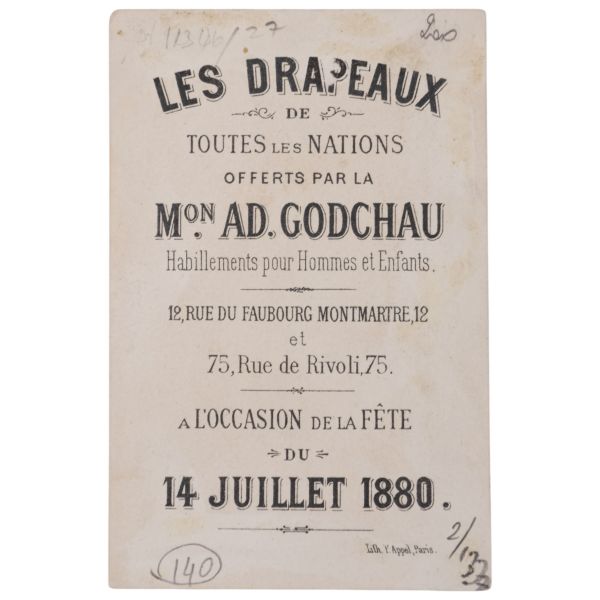 11346/27
LES DRAPEAUX
DE
TOUTES LES NATIONS
OFFERTS PAR LA
MON. AD. GODCHAU
Habillements pour Hommes et Enfants.
12, RUE DU FAUBOURG MONTMARTRE, 12
et
75, Rue de Rivoli, 75.
A L'OCCASION DE LA FÊTE
DU
14 JUILLET 1880.
Lith. F. Appel, Paris.
140